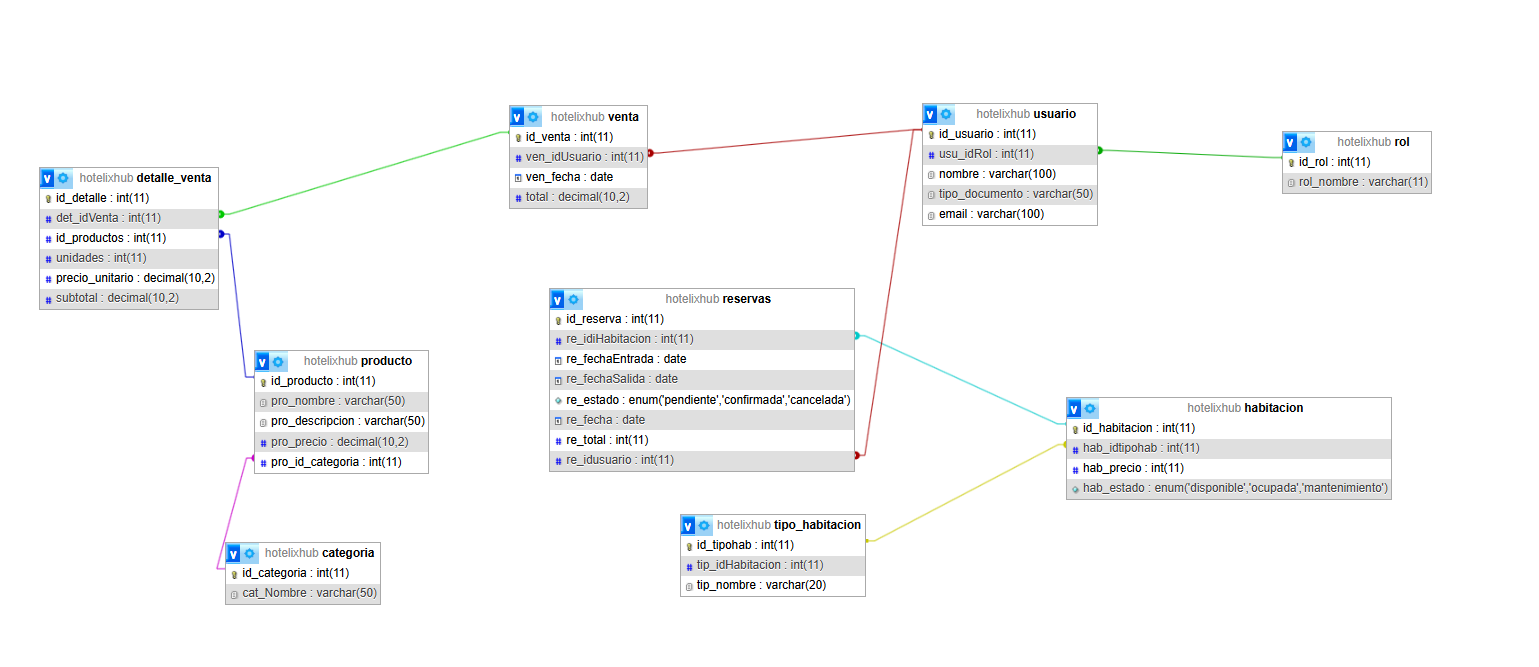 hotelixhub venta
id_venta : int(11)
ven_idUsuario : int(11)
ven_fecha : date
total : decimal(10,2)
hotelixhub usuario
id_usuario : int(11)
usu_idRol : int(11)
nombre : varchar(100)
tipo_documento : varchar(50)
email : varchar(100)
hotelixhub rol
id_rol : int(11)
rol_nombre : varchar(11)
hotelixhub detalle_venta
id_detalle : int(11)
det_idVenta : int(11)
id_productos : int(11)
unidades : int(11)
precio_unitario : decimal(10,2)
subtotal : decimal(10,2)
hotelixhub reservas
id_reserva : int(11)
re_idiHabitacion : int(11)
re_fechaEntrada : date
re_fechaSalida : date
re_estado : enum('pendiente','confirmada','cancelada')
re_fecha : date
re_total : int(11)
re_idusuario : int(11)
hotelixhub producto
id_producto : int(11)
pro_nombre : varchar(50)
pro_descripcion : varchar(50)
pro_precio : decimal(10,2)
pro_id_categoria : int(11)
hotelixhub habitacion
id_habitacion : int(11)
hab_idtipohab : int(11)
hab_precio : int(11)
hab_estado : enum('disponible','ocupada','mantenimiento')
hotelixhub tipo_habitacion
id_tipohab : int(11)
tip_idHabitacion : int(11)
tip_nombre : varchar(20)
hotelixhub categoria
id_categoria : int(11)
cat_Nombre : varchar(50)